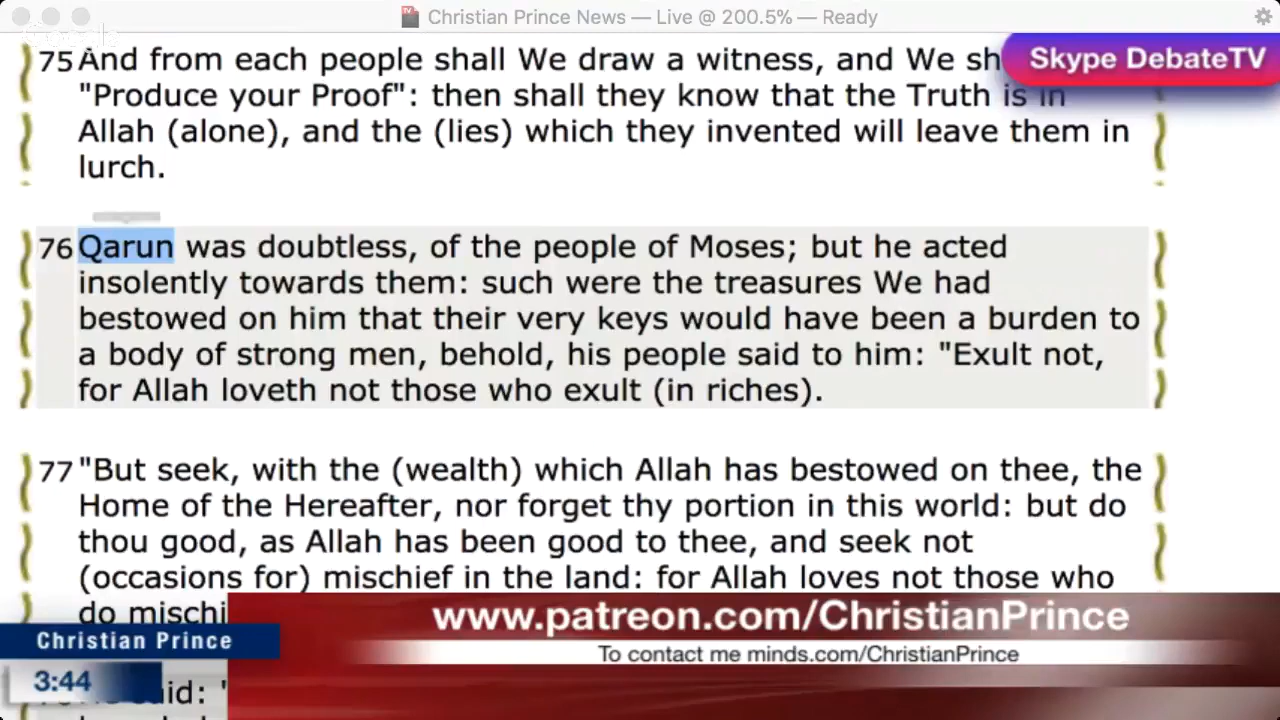 Christian Prince News — Live @ 200.5% — Ready
Google
Skype DebateTV
75 And from each people shall We draw a witness, and We sh
"Produce your Proof": then shall they know that the Truth is in
Allah (alone), and the (lies) which they invented will leave them in
lurch.
76 Qarun was doubtless, of the people of Moses; but he acted
insolently towards them: such were the treasures We had
bestowed on him that their very keys would have been a burden to
a body of strong men, behold, his people said to him: "Exult not,
for Allah loveth not those who exult (in riches).
77 "But seek, with the (wealth) which Allah has bestowed on thee, the
Home of the Hereafter, nor forget thy portion in this world: but do
thou good, as Allah has been good to thee, and seek not
(occasions for) mischief in the land: for Allah loves not those who
do mischi
www.patreon.com/ChristianPrince
Christian Prince
To contact me minds.com/ChristianPrince
3:44